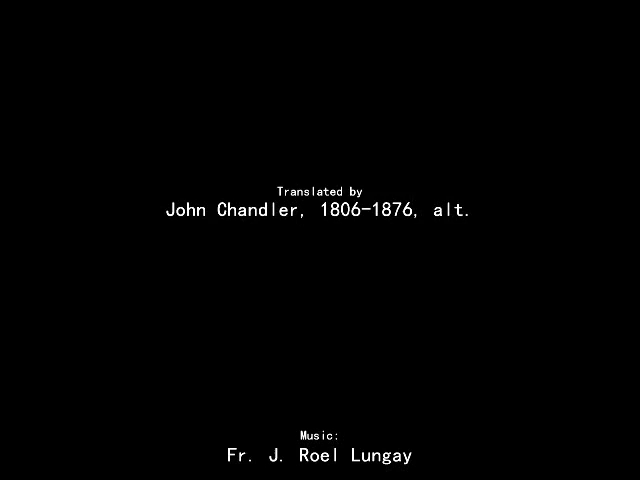 Translated by
John Chandler, 1806-1876, alt.
Music:
Fr. J. Roel Lungay